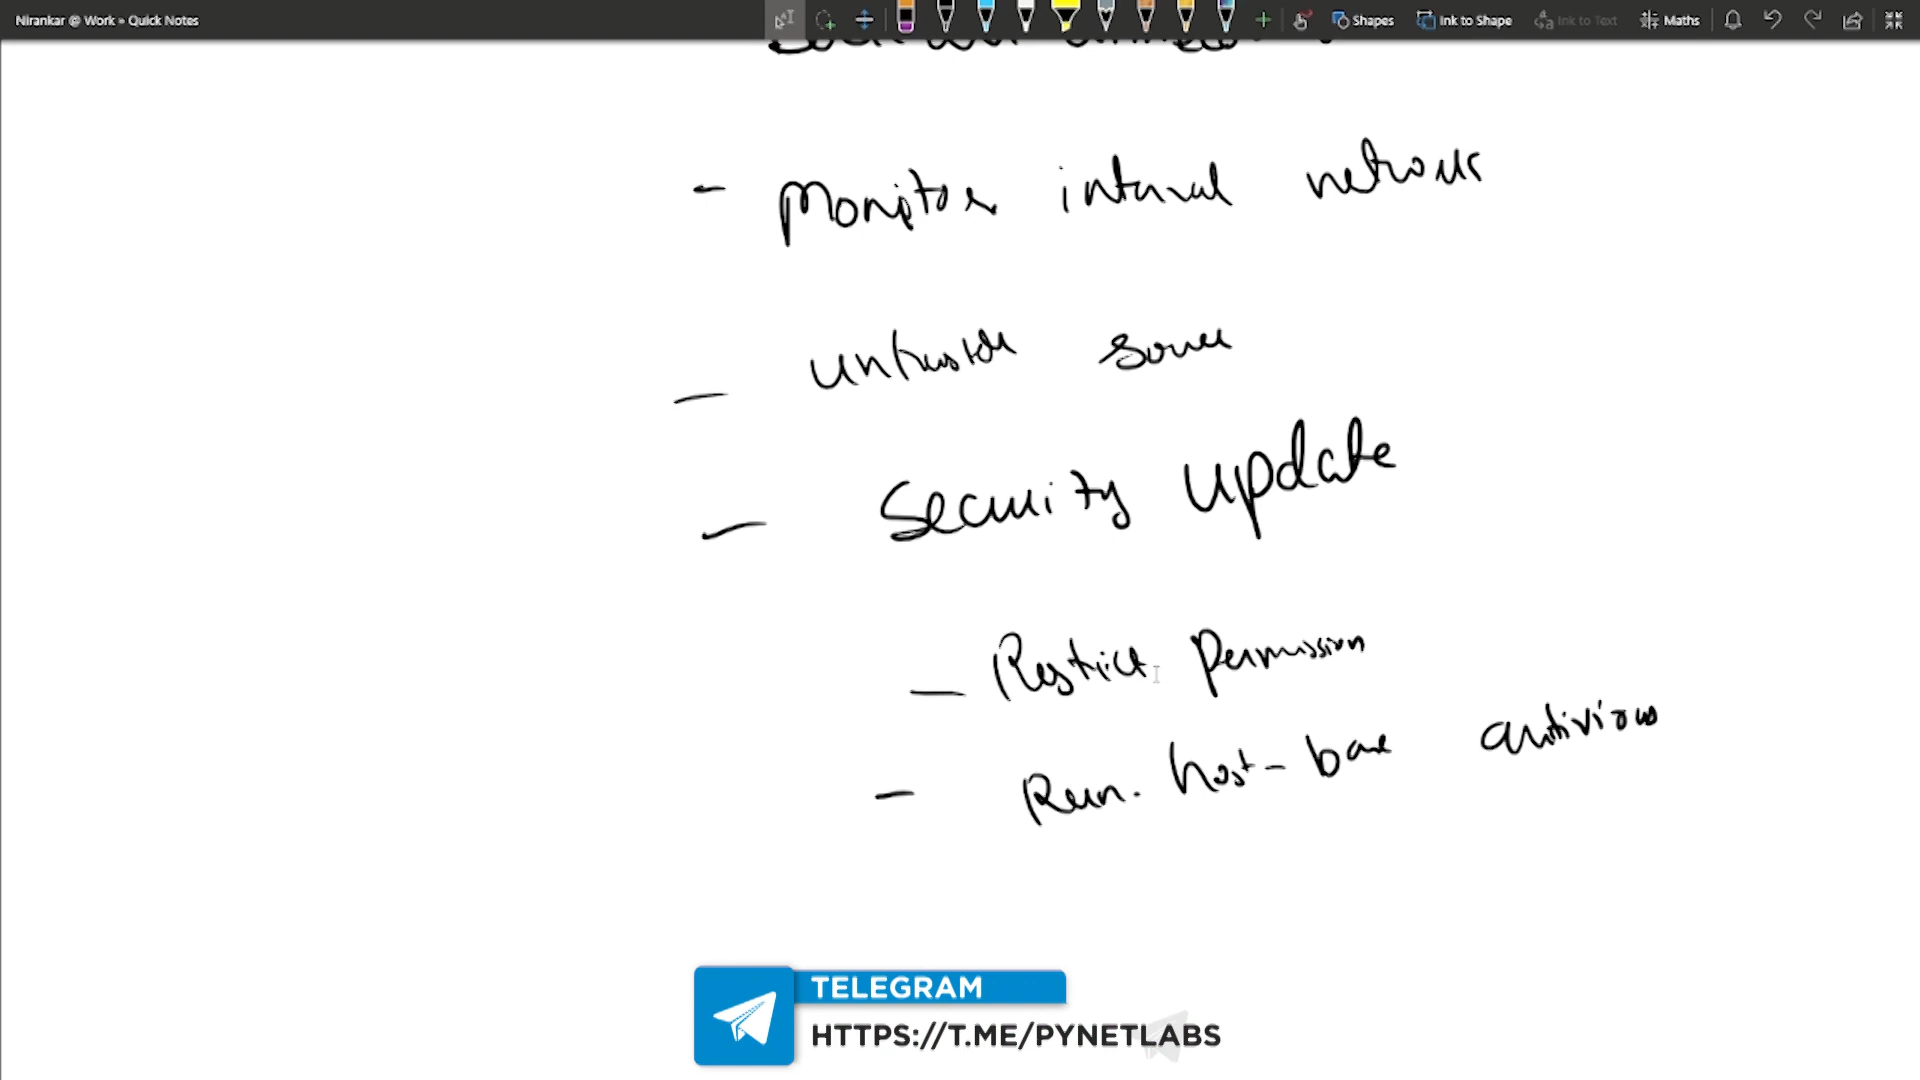 Nirankar @ Work » Quick Notes
Shapes
Ink to Shape
Ink to Text
Maths
- Monitor internal network
- untrusted source
- Security update
- Restrict Permission
- Run. host-base antivirus
TELEGRAM
HTTPS://T.ME/PYNETLABS